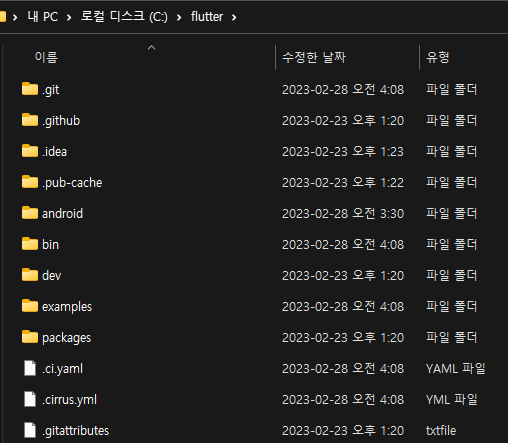 내 PC > 로컬 디스크 (C:) > flutter >
이름 수정한 날짜 유형
.git 2023-02-28 오전 4:08 파일 폴더
.github 2023-02-23 오후 1:20 파일 폴더
.idea 2023-02-23 오후 1:23 파일 폴더
.pub-cache 2023-02-23 오후 1:22 파일 폴더
android 2023-02-28 오전 3:30 파일 폴더
bin 2023-02-28 오전 4:08 파일 폴더
dev 2023-02-23 오후 1:20 파일 폴더
examples 2023-02-28 오전 4:08 파일 폴더
packages 2023-02-23 오후 1:20 파일 폴더
.ci.yaml 2023-02-28 오전 4:08 YAML 파일
.cirrus.yml 2023-02-28 오전 4:08 YML 파일
.gitattributes 2023-02-23 오후 1:20 txtfile